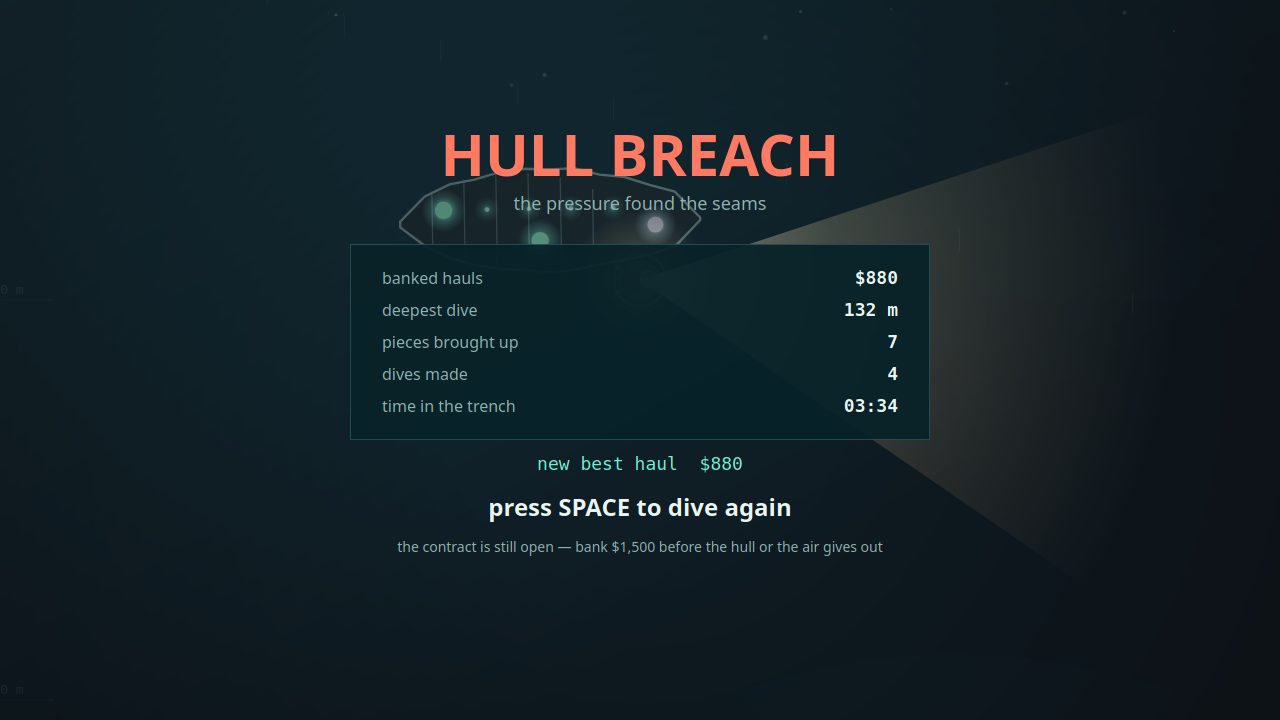 HULL BREACH
the pressure found the seams
banked hauls $880
deepest dive 132 m
pieces brought up 7
dives made 4
time in the trench 03:34
new best haul $880
press SPACE to dive again
the contract is still open — bank $1,500 before the hull or the air gives out
0 m
0 m